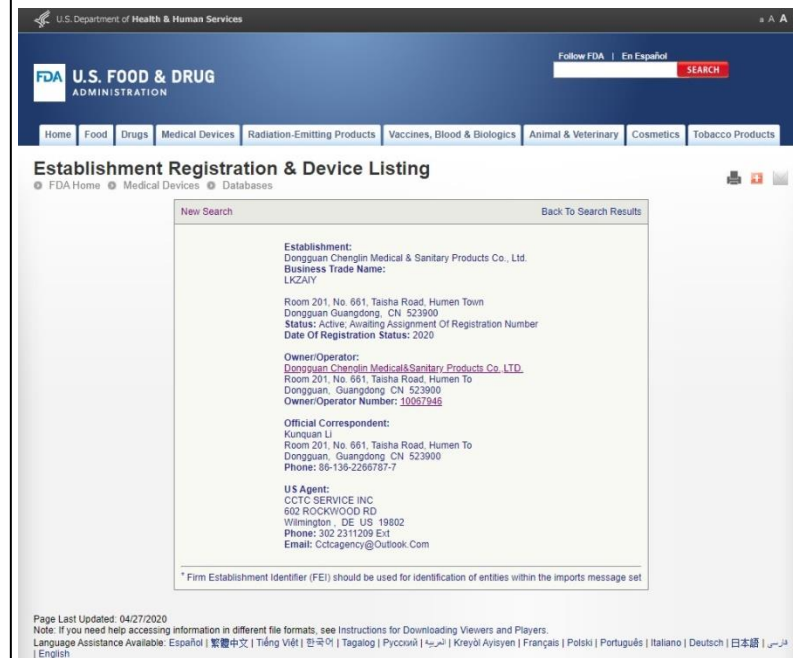 U.S. Department of Health & Human Services
a A A
Follow FDA | En Español
SEARCH
FDA U.S. FOOD & DRUG
ADMINISTRATION
Home Food Drugs Medical Devices Radiation-Emitting Products Vaccines, Blood & Biologics Animal & Veterinary Cosmetics Tobacco Products
Establishment Registration & Device Listing
FDA Home Medical Devices Databases
New Search Back To Search Results
Establishment:
Dongguan Chenglin Medical & Sanitary Products Co., Ltd.
Business Trade Name:
LKZAIY
Room 201, No. 661, Taisha Road, Humen Town
Dongguan Guangdong, CN 523900
Status: Active; Awaiting Assignment Of Registration Number
Date Of Registration Status: 2020
Owner/Operator:
Dongguan Chenglin Medical&Sanitary Products Co.,LTD.
Room 201, No. 661, Taisha Road, Humen To
Dongguan, Guangdong CN 523900
Owner/Operator Number: 10067946
Official Correspondent:
Kunquan Li
Room 201, No. 661, Taisha Road, Humen To
Dongguan, Guangdong CN 523900
Phone: 86-136-2266787-7
US Agent:
CCTC SERVICE INC
602 ROCKWOOD RD
Wilmington , DE US 19802
Phone: 302 2311209 Ext
Email: Cctcagency@Outlook.Com
* Firm Establishment Identifier (FEI) should be used for identification of entities within the imports message set
Page Last Updated: 04/27/2020
Note: If you need help accessing information in different file formats, see Instructions for Downloading Viewers and Players.
Language Assistance Available: Español | 繁體中文 | Tiếng Việt | 한국어 | Tagalog | Русский | العربية | Kreyòl Ayisyen | Français | Polski | Português | Italiano | Deutsch | 日本語 | فارسی
| English